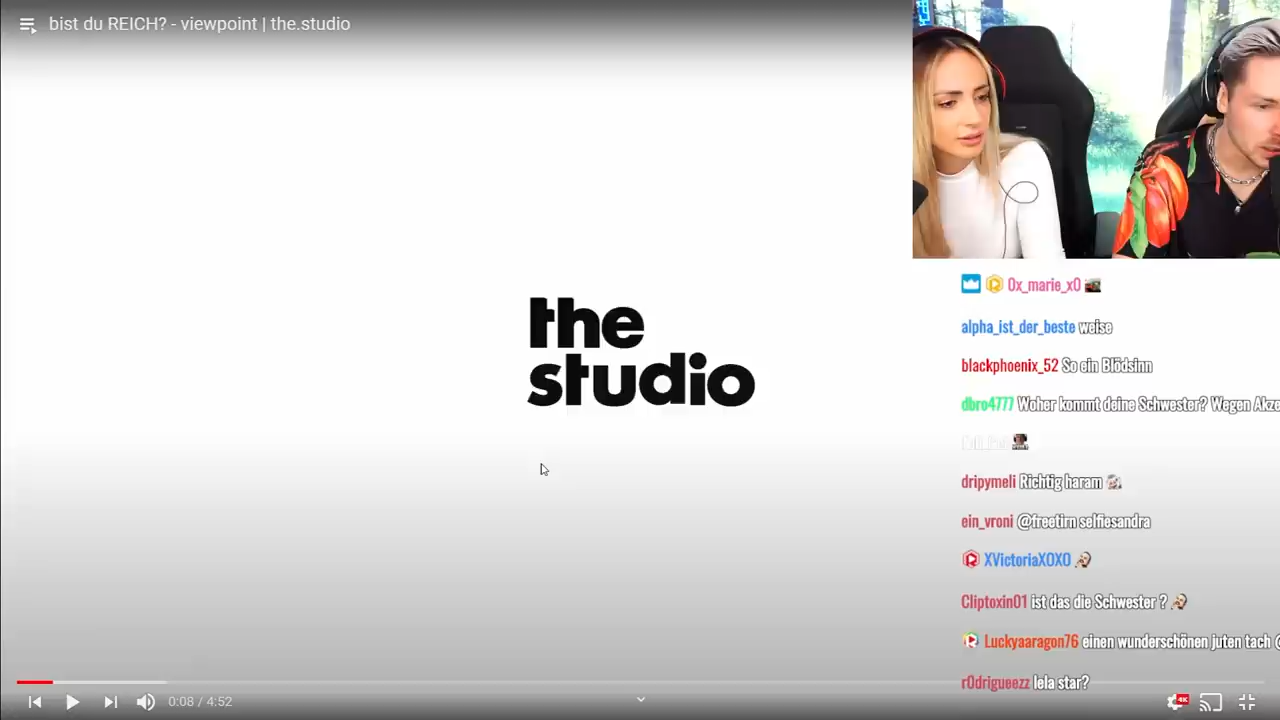 bist du REICH? - viewpoint | the.studio
the
studio
0x_marie_x0
alpha_ist_der_beste weise
blackphoenix_52 So ein Blödsinn
dbro4777 Woher kommt deine Schwester? Wegen Akze
dripymeli Richtig haram
ein_vroni @freetirn selfiesandra
XVictoriaXOXO
Cliptoxin01 ist das die Schwester ?
Luckyaaragon76 einen wunderschönen juten tach @
r0drigueezz lela star?
0:08 / 4:52
4K